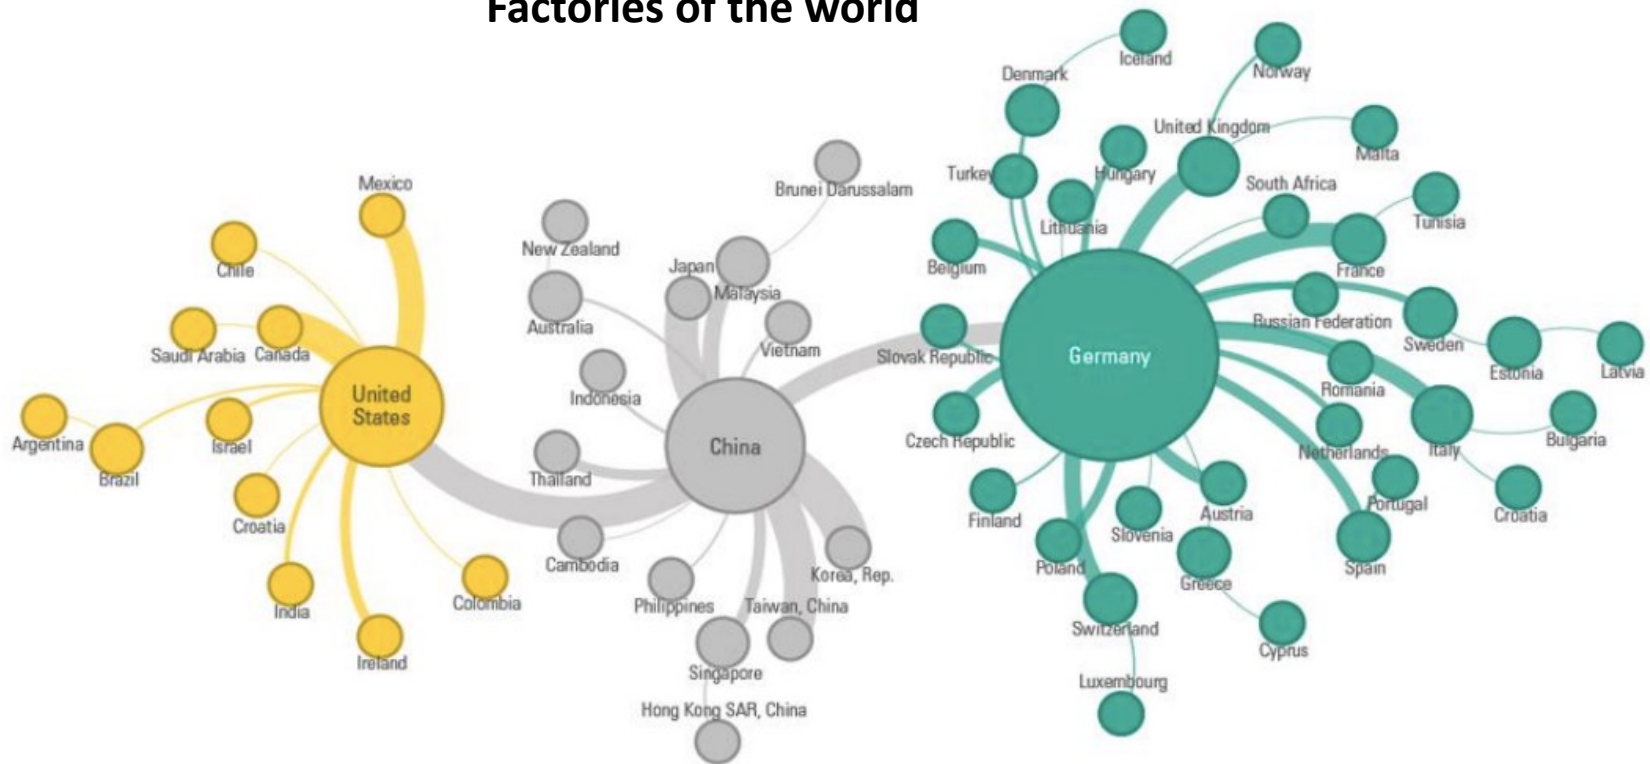 Factories of the world
Mexico
Chile
Saudi Arabia
Canada
United
States
Argentina
Brazil
Israel
Croatia
India
Ireland
Colombia
New Zealand
Australia
Brunei Darussalam
Japan
Malaysia
Vietnam
Indonesia
China
Thailand
Cambodia
Philippines
Korea, Rep.
Taiwan, China
Singapore
Hong Kong SAR, China
Iceland
Denmark
Norway
United Kingdom
Malta
Turkey
Hungary
South Africa
Lithuania
Tunisia
Belgium
France
Russian Federation
Slovak Republic
Germany
Sweden
Estonia
Latvia
Romania
Czech Republic
Netherlands
Italy
Bulgaria
Finland
Slovenia
Austria
Portugal
Croatia
Poland
Greece
Spain
Switzerland
Cyprus
Luxembourg